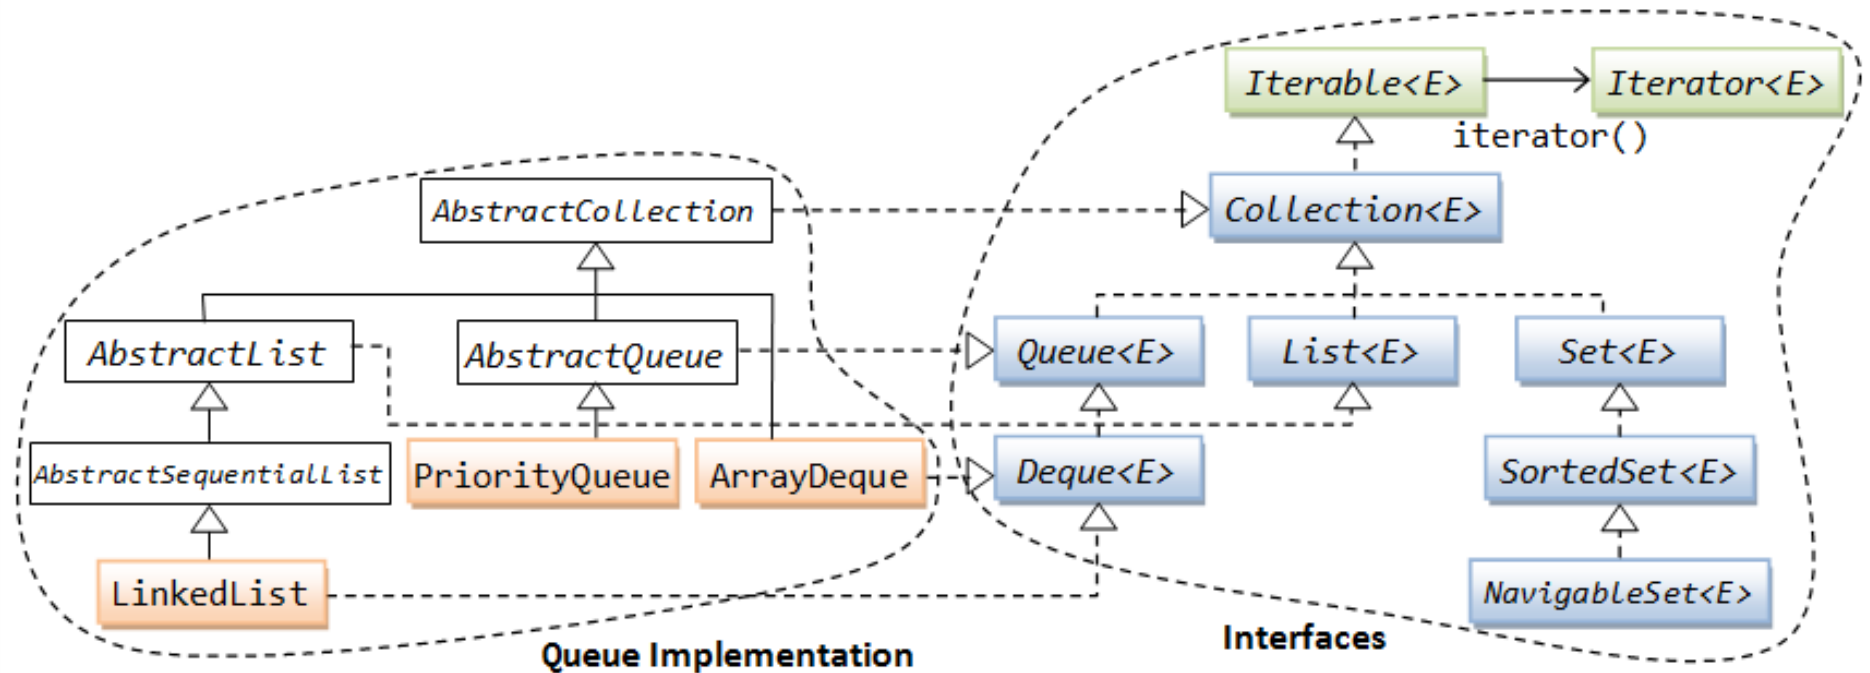 Iterable<E>
Iterator<E>
iterator()
AbstractCollection
Collection<E>
AbstractList
AbstractQueue
Queue<E>
List<E>
Set<E>
AbstractSequentialList
PriorityQueue
ArrayDeque
Deque<E>
SortedSet<E>
LinkedList
NavigableSet<E>
Queue Implementation
Interfaces